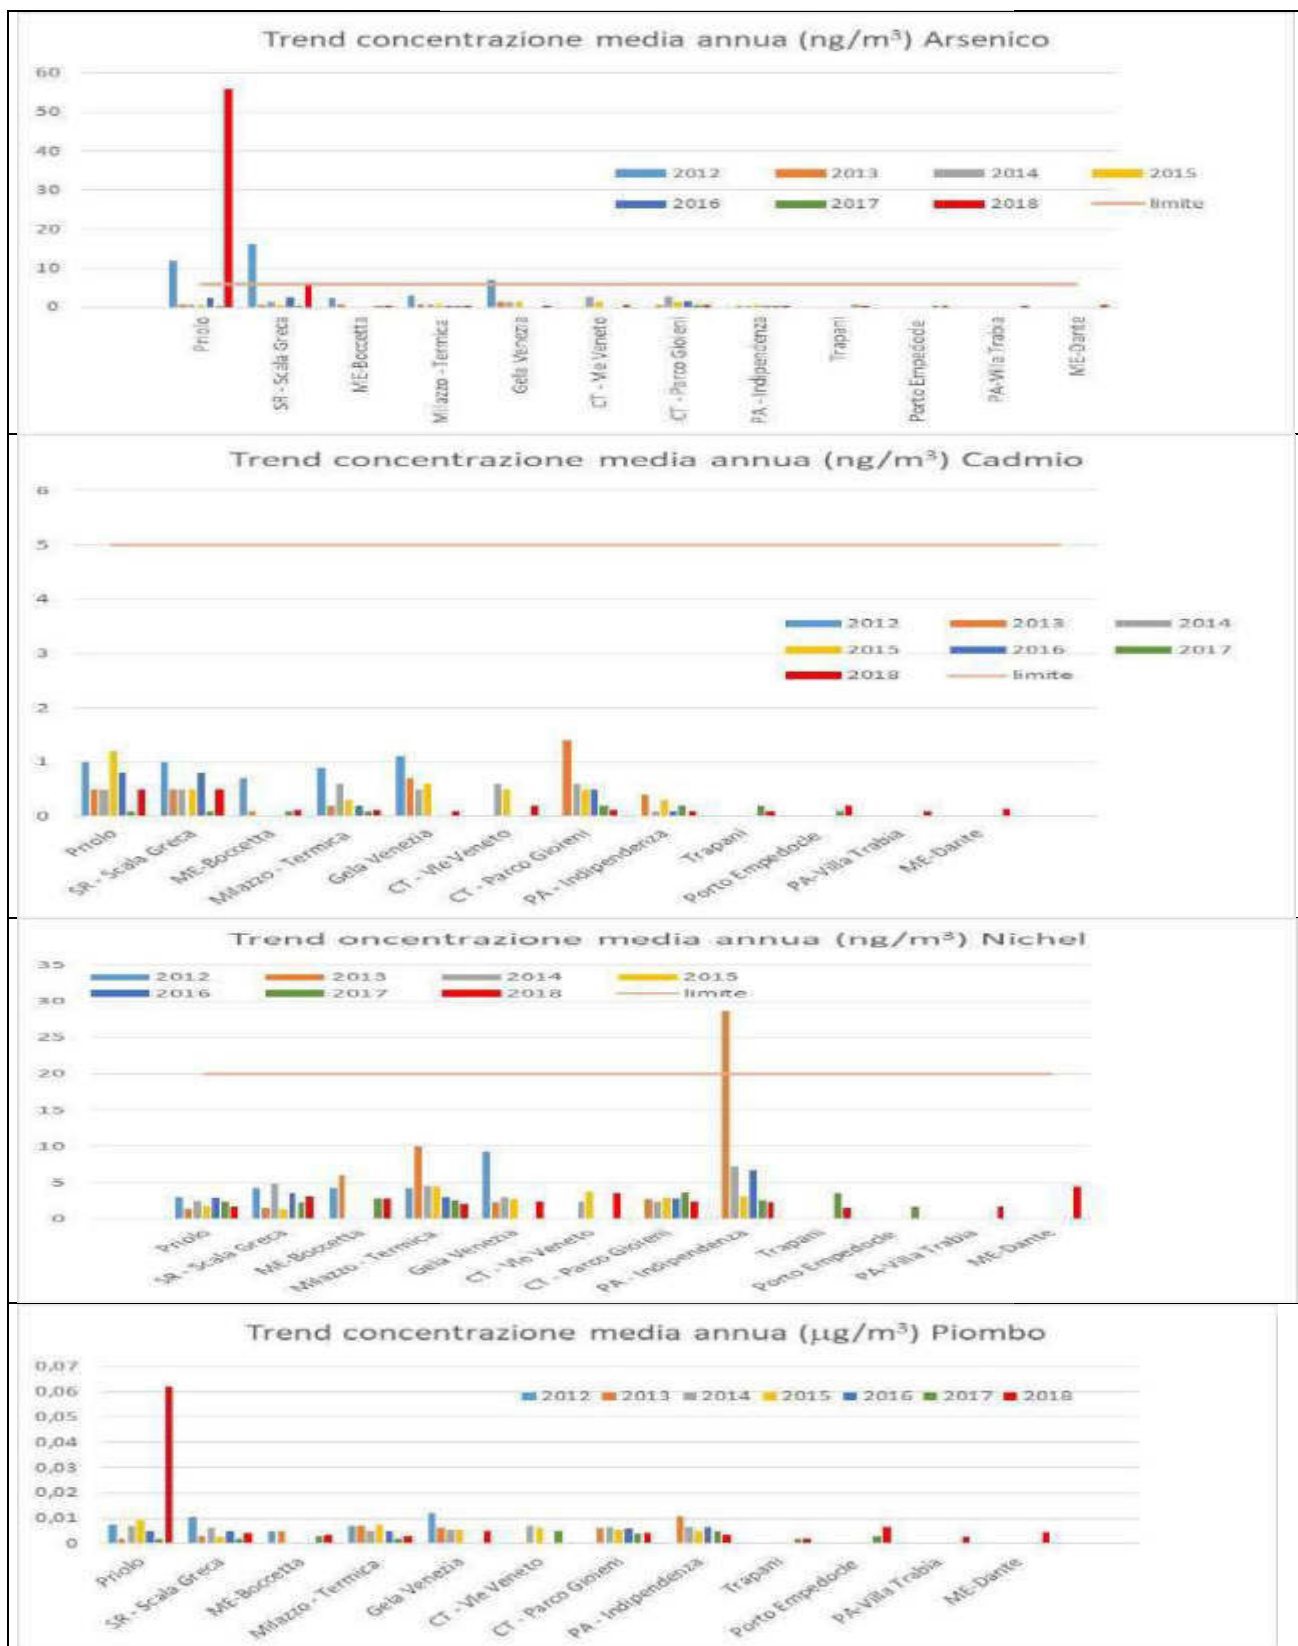 Trend concentrazione media annua (ng/m³) Arsenico
60
50
40
30
20
10
0
2012 2013 2014 2015
2016 2017 2018 limite
Priolo
SR - Scala Greca
ME-Boccetta
Milazzo - Termica
Gela Venezia
CT - Vle Veneto
CT - Parco Gioieni
PA - Indipendenza
Trapani
Porto Empedocle
PA-Villa Trabia
ME-Dante
Trend concentrazione media annua (ng/m³) Cadmio
6
5
4
3
2
1
0
2012 2013 2014
2015 2016 2017
2018 limite
Priolo
SR - Scala Greca
ME-Boccetta
Milazzo - Termica
Gela Venezia
CT - Vle Veneto
CT - Parco Gioieni
PA - Indipendenza
Trapani
Porto Empedocle
PA-Villa Trabia
ME-Dante
Trend oncentrazione media annua (ng/m³) Nichel
35
30
25
20
15
10
5
0
2012 2013 2014 2015
2016 2017 2018 limite
Priolo
SR - Scala Greca
ME-Boccetta
Milazzo - Termica
Gela Venezia
CT - Vle Veneto
CT - Parco Gioieni
PA - Indipendenza
Trapani
Porto Empedocle
PA-Villa Trabia
ME-Dante
Trend concentrazione media annua (µg/m³) Piombo
0,07
0,06
0,05
0,04
0,03
0,02
0,01
0
2012 2013 2014 2015 2016 2017 2018
Priolo
SR - Scala Greca
ME-Boccetta
Milazzo - Termica
Gela Venezia
CT - Vle Veneto
CT - Parco Gioieni
PA - Indipendenza
Trapani
Porto Empedocle
PA-Villa Trabia
ME-Dante